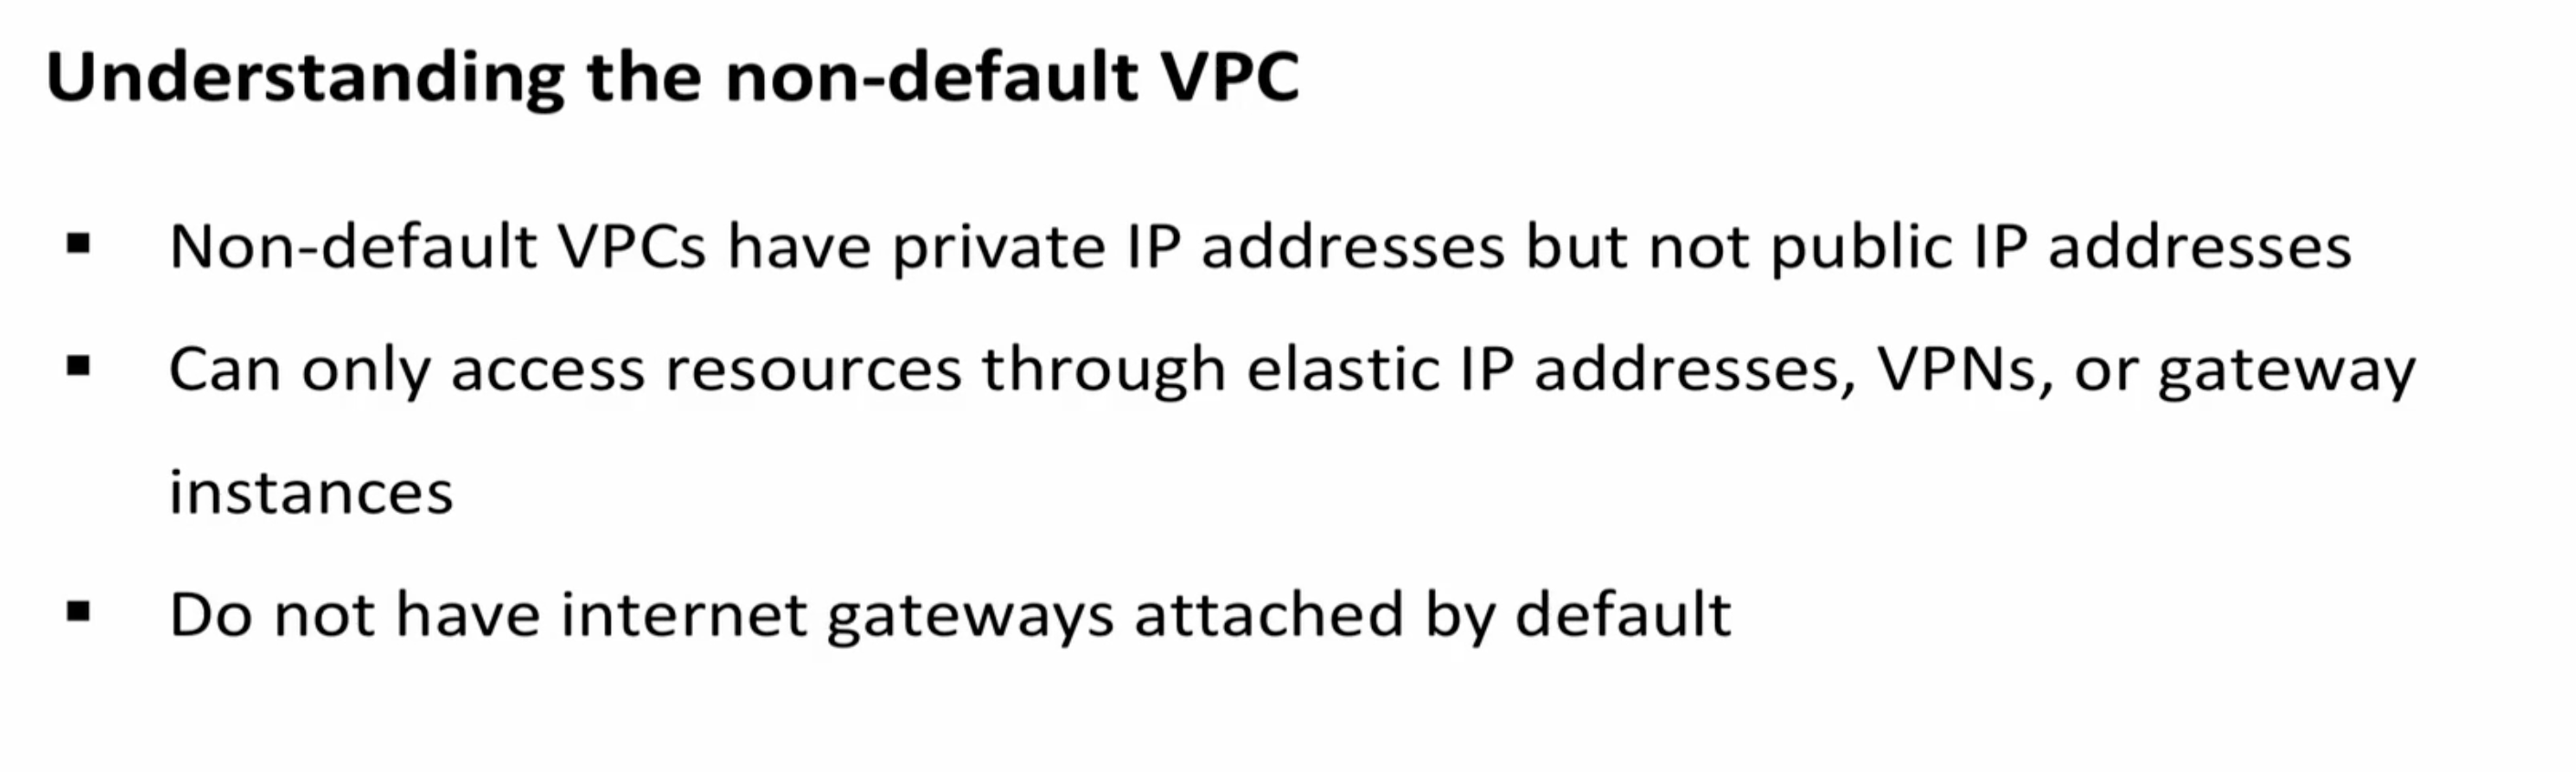 Understanding the non-default VPC
▪ Non-default VPCs have private IP addresses but not public IP addresses
▪ Can only access resources through elastic IP addresses, VPNs, or gateway
instances
▪ Do not have internet gateways attached by default